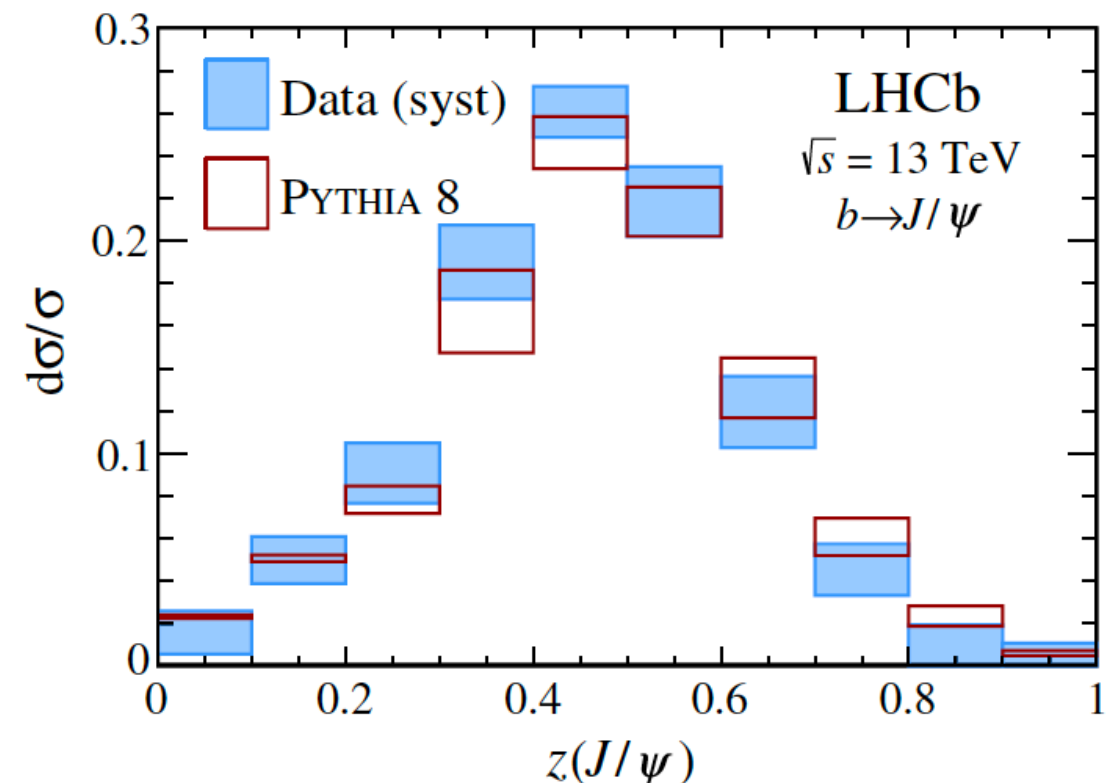 0.3
0.2
0.1
0
dσ/σ
Data (syst)
PYTHIA 8
LHCb
√s = 13 TeV
b→J/ψ
0 0.2 0.4 0.6 0.8 1
z(J/ψ)